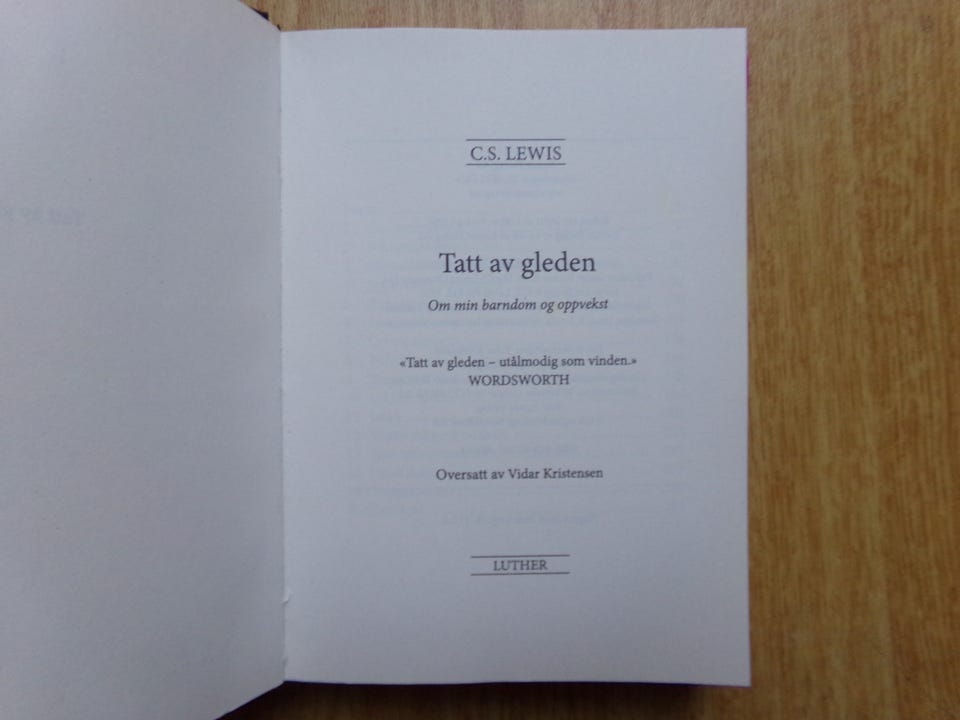 C.S. LEWIS
Tatt av gleden
Om min barndom og oppvekst
«Tatt av gleden – utålmodig som vinden.»
WORDSWORTH
Oversatt av Vidar Kristensen
LUTHER